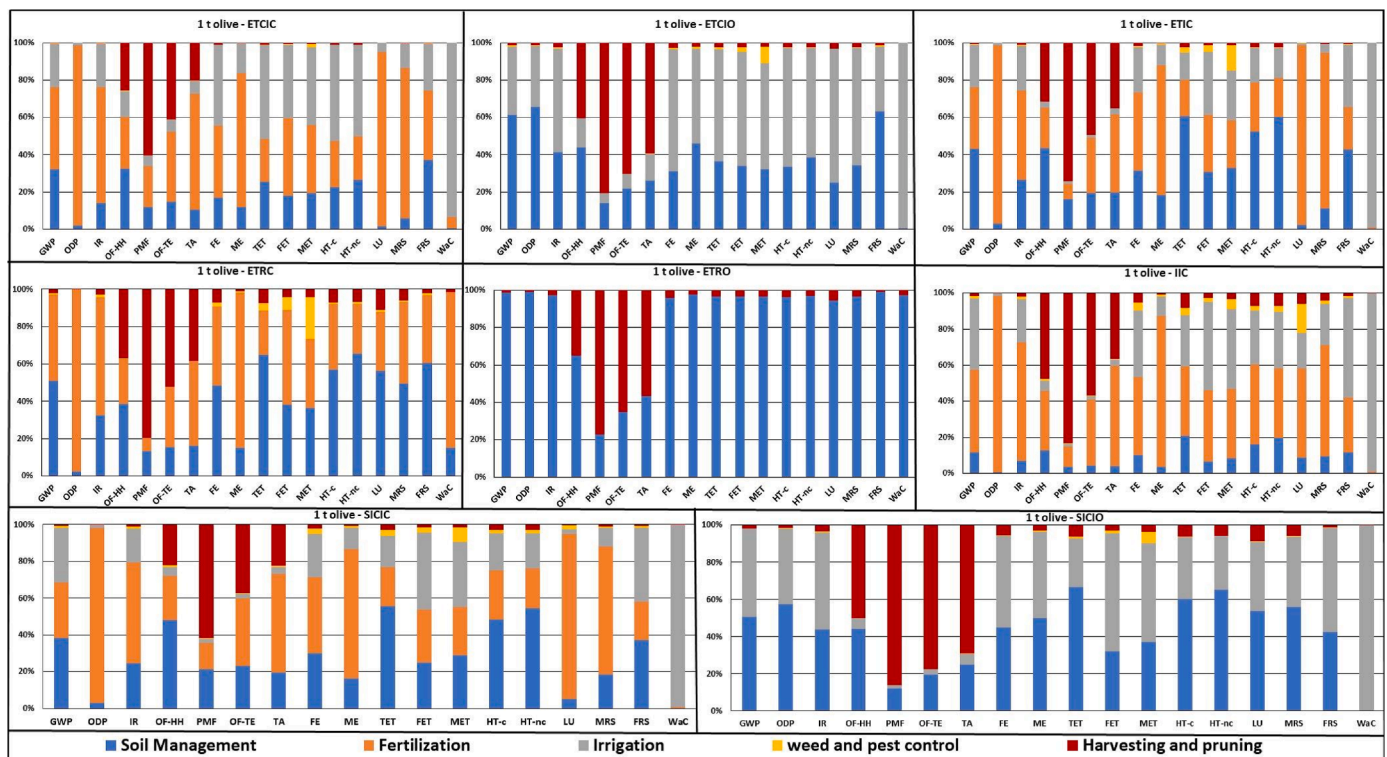 1 t olive - ETCIC
100%
80%
60%
40%
20%
0%
GWP ODP IR OF-HH PMF OF-TE TA FE ME TET FET MET HT-c HT-nc LU MRS FRS WaC
1 t olive - ETCIO
100%
80%
60%
40%
20%
0%
GWP ODP IR OF-HH PMF OF-TE TA FE ME TET FET MET HT-c HT-nc LU MRS FRS WaC
1 t olive - ETIC
100%
80%
60%
40%
20%
0%
GWP ODP IR OF-HH PMF OF-TE TA FE ME TET FET MET HT-c HT-nc LU MRS FRS WaC
1 t olive - ETRC
100%
80%
60%
40%
20%
0%
GWP ODP IR OF-HH PMF OF-TE TA FE ME TET FET MET HT-c HT-nc LU MRS FRS WaC
1 t olive - ETRO
100%
80%
60%
40%
20%
0%
GWP ODP IR OF-HH PMF OF-TE TA FE ME TET FET MET HT-c HT-nc LU MRS FRS WaC
1 t olive - IIC
100%
80%
60%
40%
20%
0%
GWP ODP IR OF-HH PMF OF-TE TA FE ME TET FET MET HT-c HT-nc LU MRS FRS WaC
1 t olive - SICIC
100%
80%
60%
40%
20%
0%
GWP ODP IR OF-HH PMF OF-TE TA FE ME TET FET MET HT-c HT-nc LU MRS FRS WaC
1 t olive - SICIO
100%
80%
60%
40%
20%
0%
GWP ODP IR OF-HH PMF OF-TE TA FE ME TET FET MET HT-c HT-nc LU MRS FRS WaC
Soil Management Fertilization Irrigation weed and pest control Harvesting and pruning